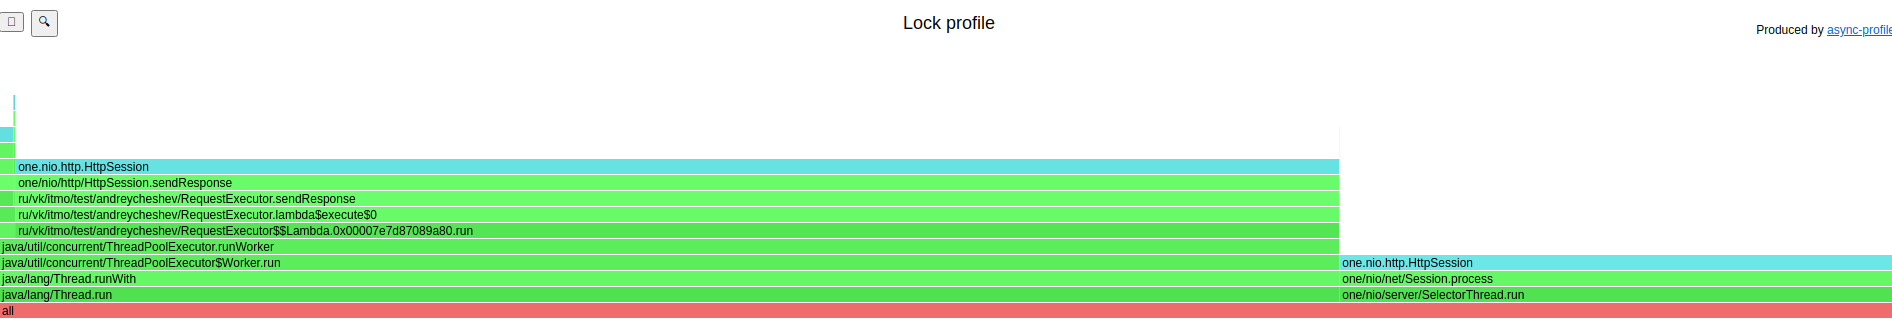 Lock profile
Produced by async-profile
one.nio.http.HttpSession
one/nio/http/HttpSession.sendResponse
ru/vk/itmo/test/andreycheshev/RequestExecutor.sendResponse
ru/vk/itmo/test/andreycheshev/RequestExecutor.lambda$execute$0
ru/vk/itmo/test/andreycheshev/RequestExecutor$$Lambda.0x00007e7d87089a80.run
java/util/concurrent/ThreadPoolExecutor.runWorker
java/util/concurrent/ThreadPoolExecutor$Worker.run
one.nio.http.HttpSession
java/lang/Thread.runWith
one/nio/net/Session.process
java/lang/Thread.run
one/nio/server/SelectorThread.run
all